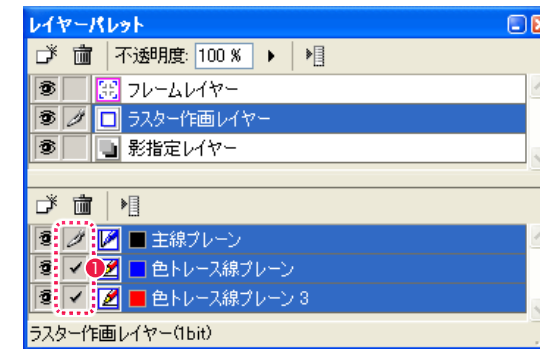 レイヤーパレット
不透明度: 100 %
フレームレイヤー
ラスター作画レイヤー
影指定レイヤー
主線プレーン
1
色トレース線プレーン
色トレース線プレーン 3
ラスター作画レイヤー(1bit)